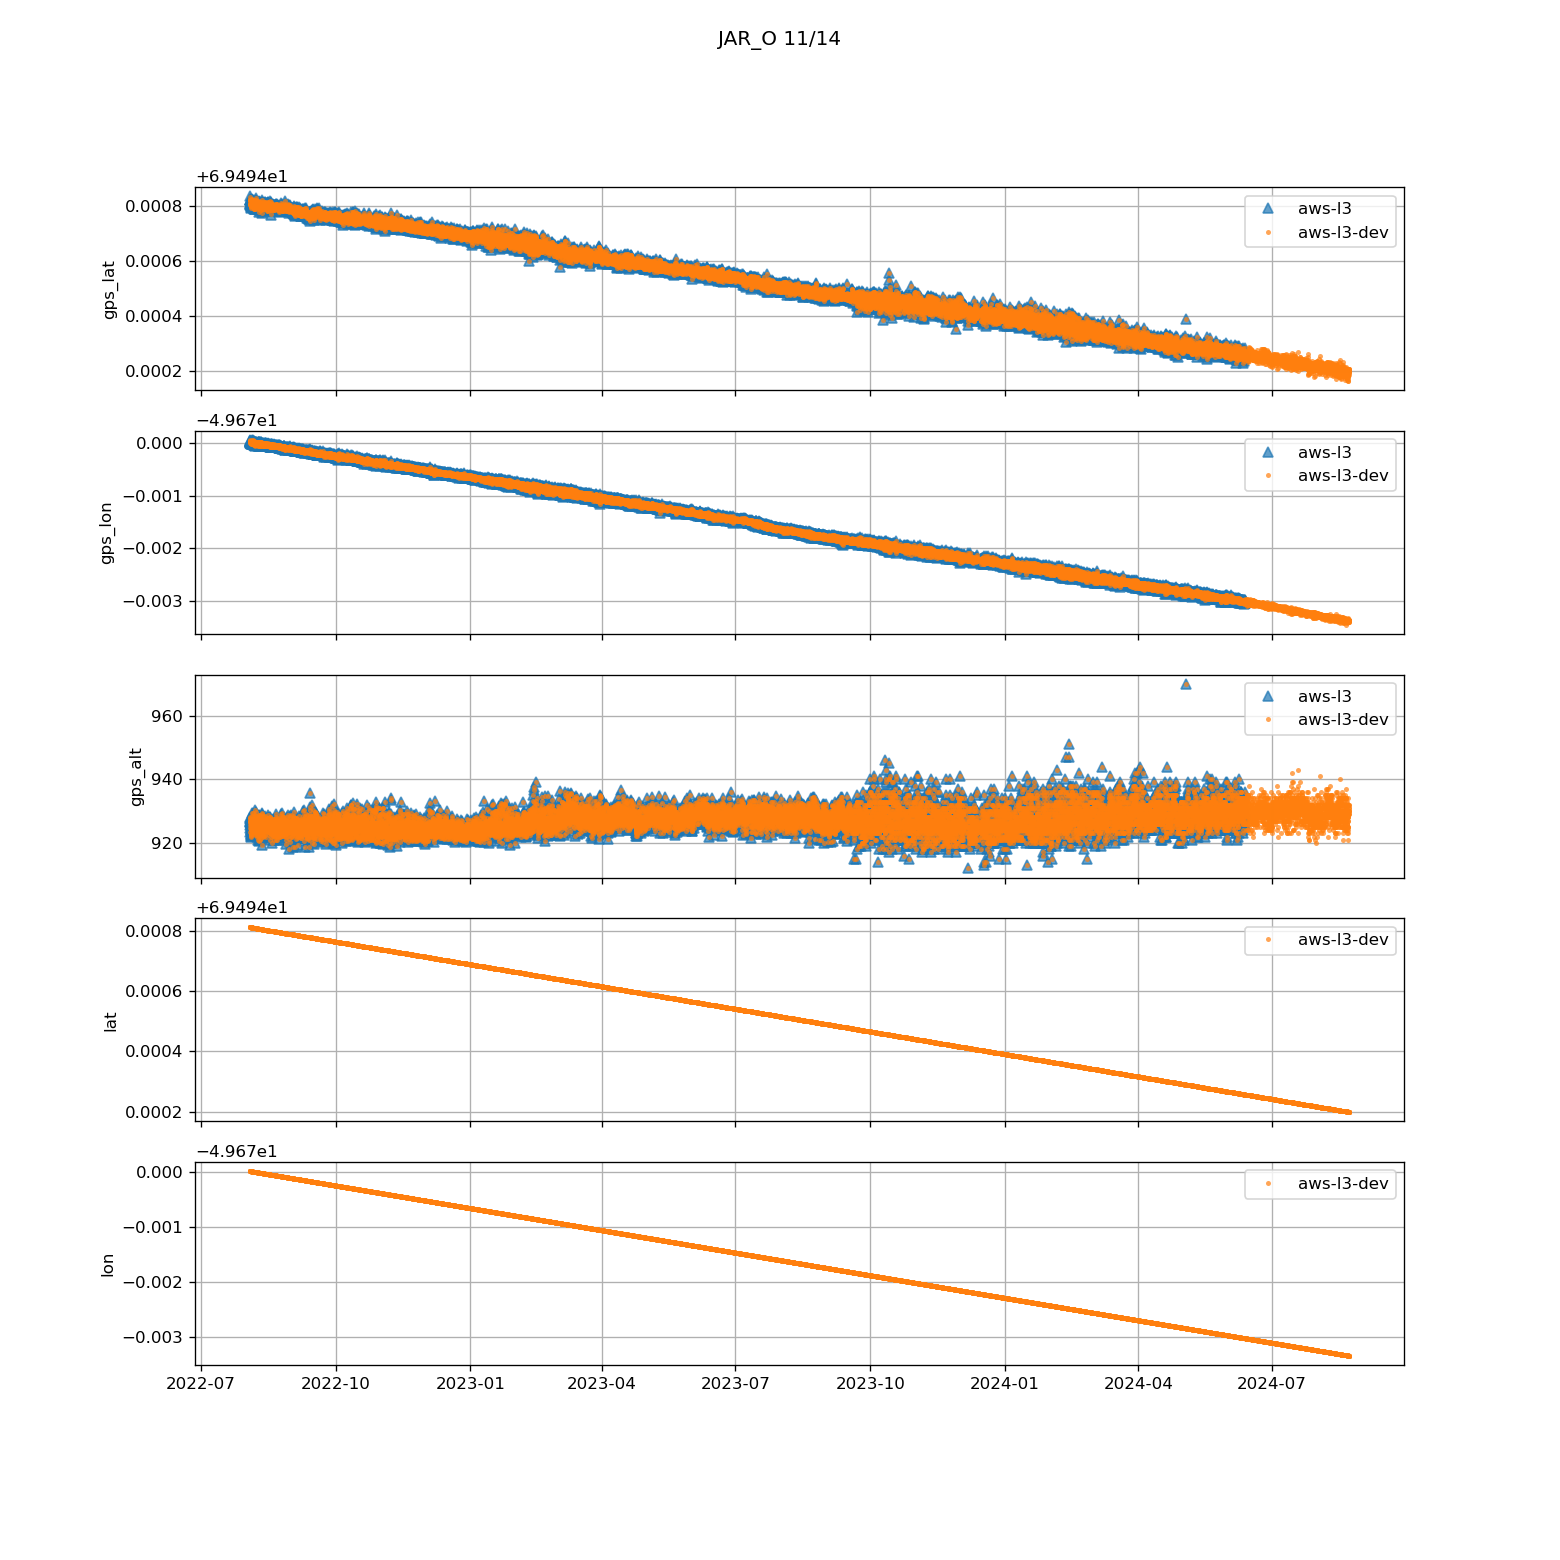 JAR_O 11/14
+6.9494e1
0.0008
0.0006
0.0004
0.0002
gps_lat
aws-l3
aws-l3-dev
−4.967e1
0.000
−0.001
−0.002
−0.003
gps_lon
aws-l3
aws-l3-dev
960
940
920
gps_alt
aws-l3
aws-l3-dev
+6.9494e1
0.0008
0.0006
0.0004
0.0002
lat
aws-l3-dev
−4.967e1
0.000
−0.001
−0.002
−0.003
lon
aws-l3-dev
2022-07 2022-10 2023-01 2023-04 2023-07 2023-10 2024-01 2024-04 2024-07